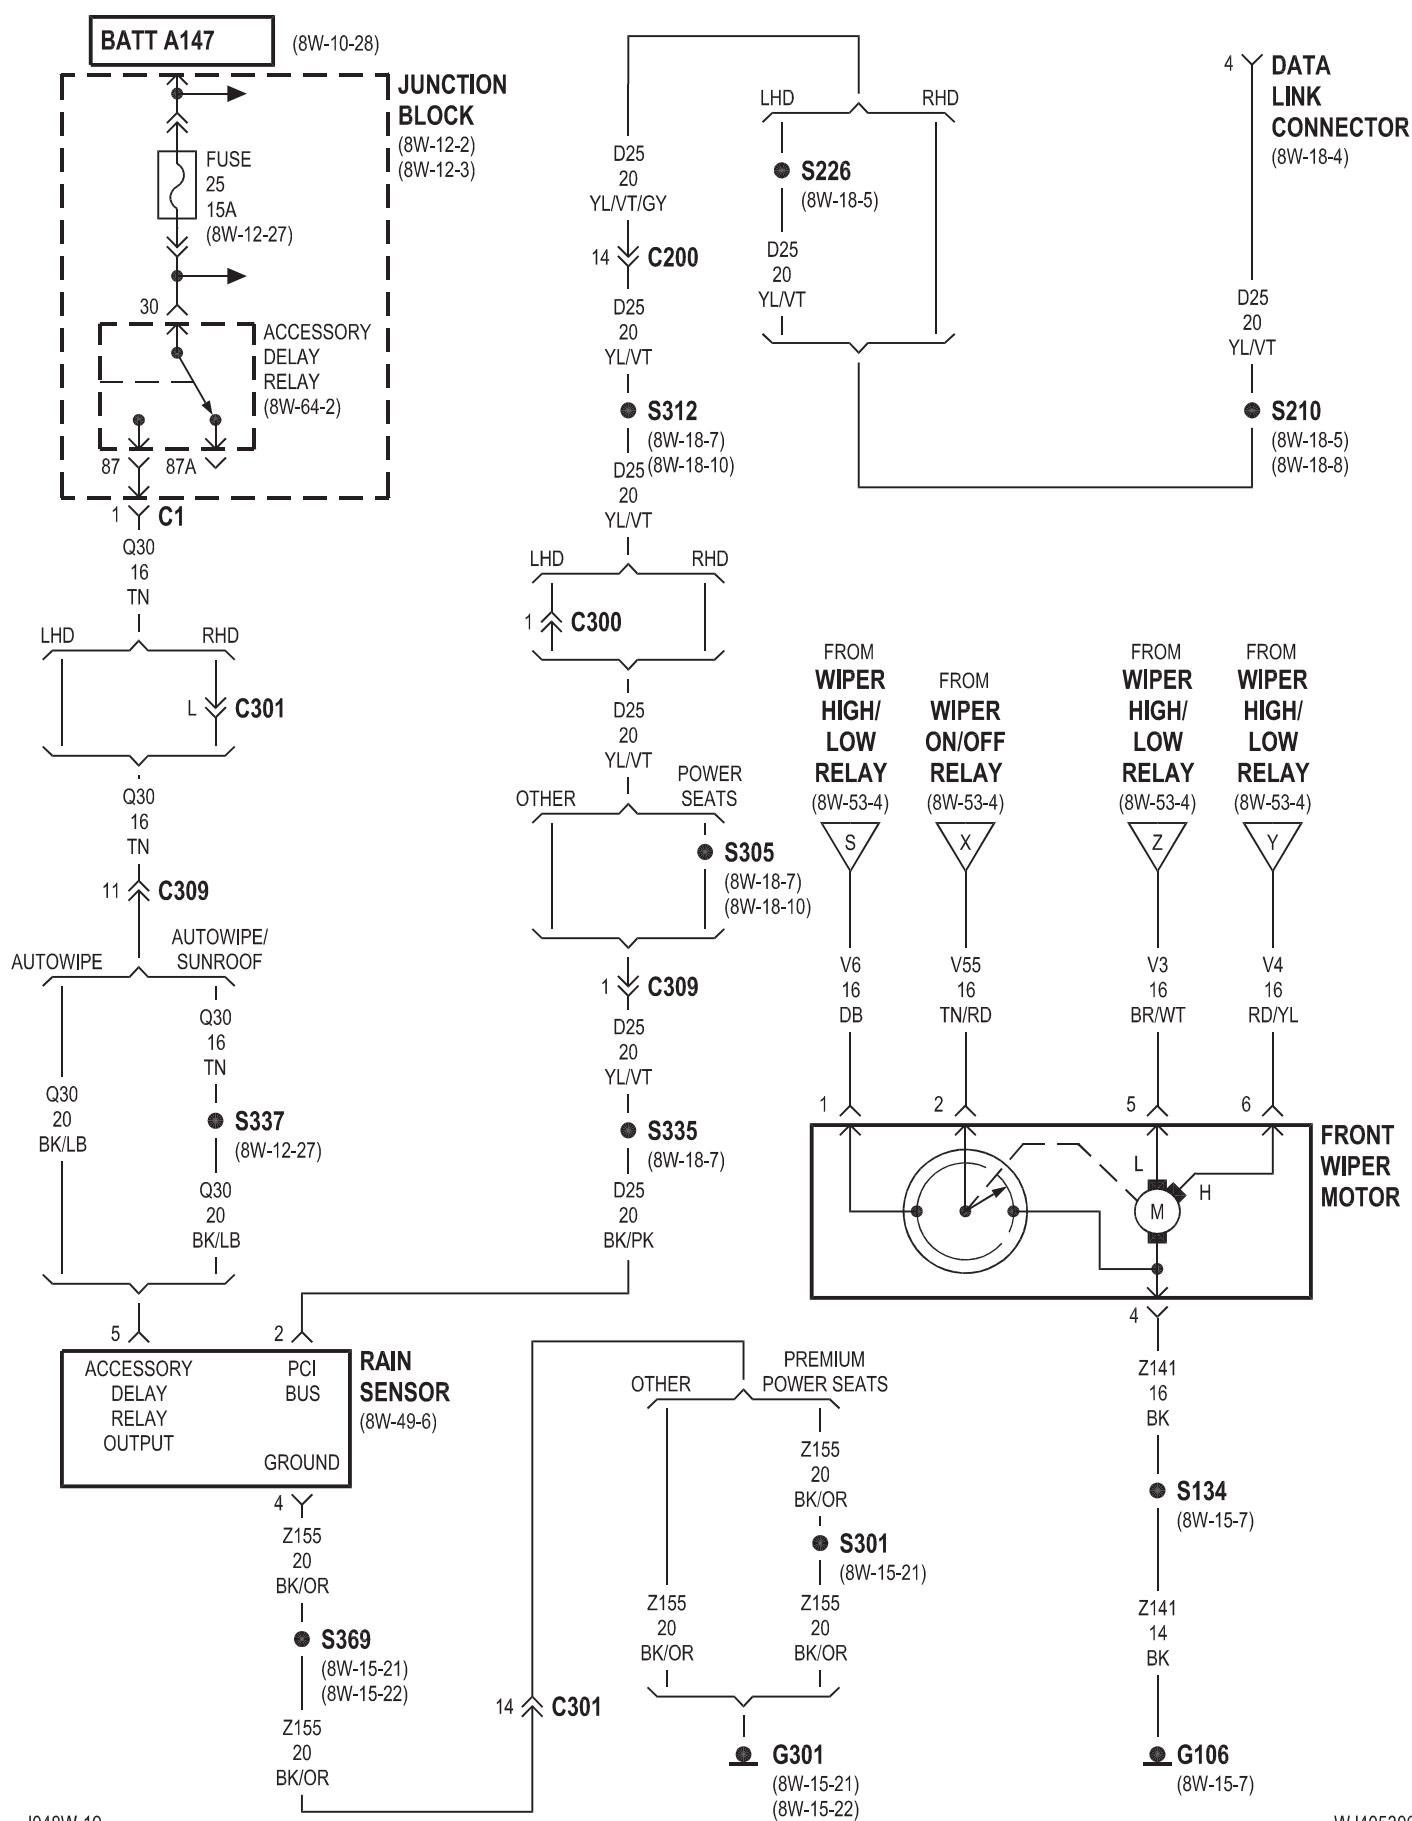 BATT A147
(8W-10-28)
JUNCTION
BLOCK
(8W-12-2)
(8W-12-3)
FUSE
25
15A
(8W-12-27)
30
ACCESSORY
DELAY
RELAY
(8W-64-2)
87
87A
1
C1
Q30
16
TN
LHD
RHD
L
C301
Q30
16
TN
11
C309
AUTOWIPE
AUTOWIPE/
SUNROOF
Q30
16
TN
Q30
20
BK/LB
S337
(8W-12-27)
Q30
20
BK/LB
5
2
ACCESSORY
DELAY
RELAY
OUTPUT
PCI
BUS
GROUND
RAIN
SENSOR
(8W-49-6)
4
Z155
20
BK/OR
S369
(8W-15-21)
(8W-15-22)
Z155
20
BK/OR
D25
20
YL/VT/GY
14
C200
D25
20
YL/VT
S312
(8W-18-7)
(8W-18-10)
D25
20
YL/VT
LHD
RHD
1
C300
D25
20
YL/VT
OTHER
POWER
SEATS
S305
(8W-18-7)
(8W-18-10)
1
C309
D25
20
YL/VT
S335
(8W-18-7)
D25
20
BK/PK
LHD
RHD
S226
(8W-18-5)
D25
20
YL/VT
4
DATA
LINK
CONNECTOR
(8W-18-4)
D25
20
YL/VT
S210
(8W-18-5)
(8W-18-8)
FROM
WIPER
HIGH/
LOW
RELAY
(8W-53-4)
S
V6
16
DB
1
FROM
WIPER
ON/OFF
RELAY
(8W-53-4)
X
V55
16
TN/RD
2
FROM
WIPER
HIGH/
LOW
RELAY
(8W-53-4)
Z
V3
16
BR/WT
5
FROM
WIPER
HIGH/
LOW
RELAY
(8W-53-4)
Y
V4
16
RD/YL
6
L
H
M
FRONT
WIPER
MOTOR
4
Z141
16
BK
S134
(8W-15-7)
Z141
14
BK
G106
(8W-15-7)
OTHER
PREMIUM
POWER SEATS
Z155
20
BK/OR
S301
(8W-15-21)
Z155
20
BK/OR
Z155
20
BK/OR
14
C301
G301
(8W-15-21)
(8W-15-22)